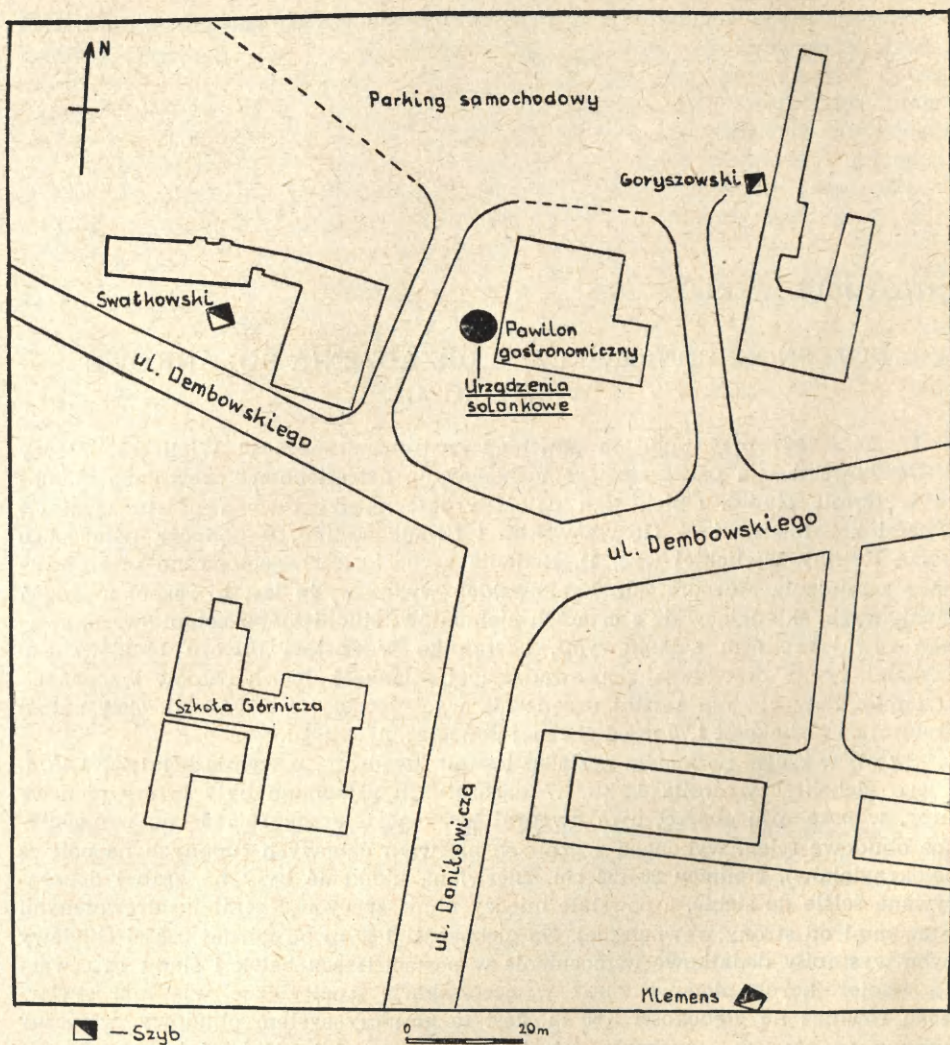 N
Parking samochodowy
Goryszowski
Swatkowski
Pawilon
gastronomiczny
Urządzenia
solankowe
ul. Dembowskiego
ul. Dembowskiego
Szkoła Górnicza
ul. Daniłowiczą
Klemens
— Szyb
0 20m